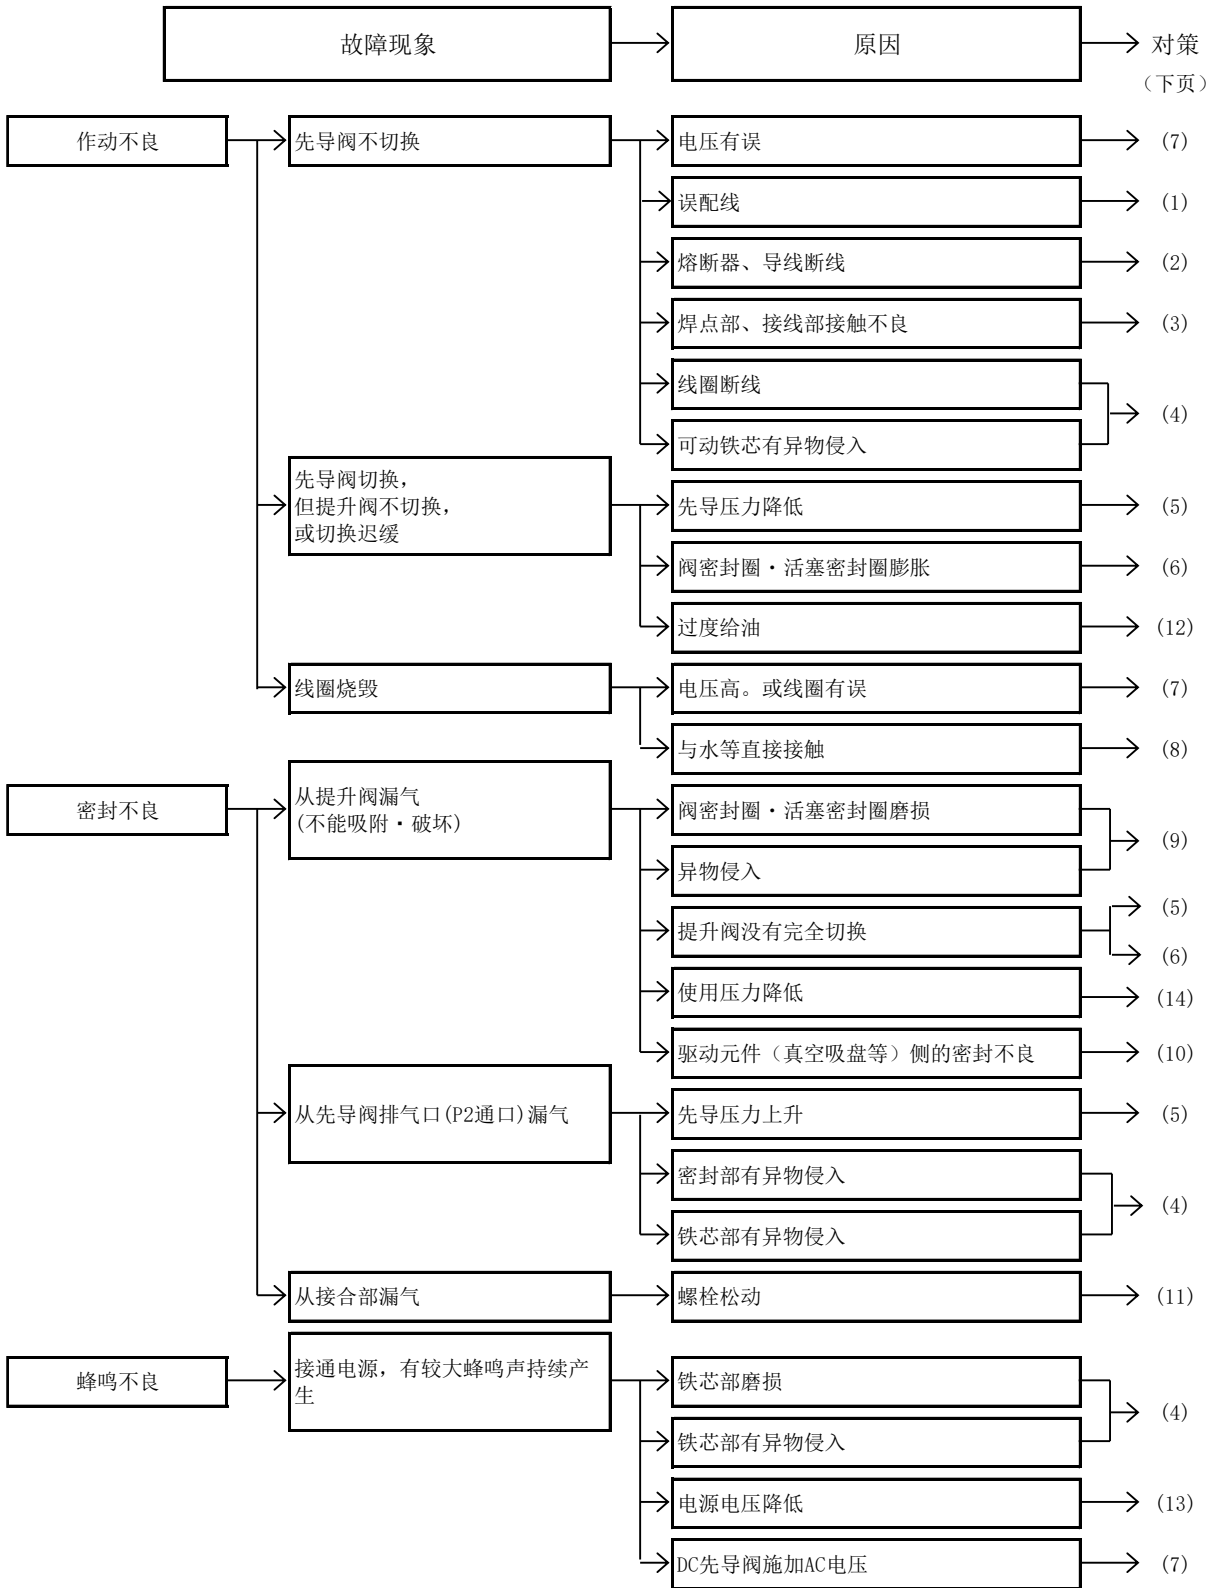 故障现象
原因
对策
（下页）
作动不良
先导阀不切换
电压有误
(7)
误配线
(1)
熔断器、导线断线
(2)
焊点部、接线部接触不良
(3)
线圈断线
(4)
可动铁芯有异物侵入
先导阀切换，
但提升阀不切换，
或切换迟缓
先导压力降低
(5)
阀密封圈·活塞密封圈膨胀
(6)
过度给油
(12)
线圈烧毁
电压高。或线圈有误
(7)
与水等直接接触
(8)
密封不良
从提升阀漏气
(不能吸附·破坏)
阀密封圈·活塞密封圈磨损
(9)
异物侵入
提升阀没有完全切换
(5)
(6)
使用压力降低
(14)
驱动元件（真空吸盘等）侧的密封不良
(10)
从先导阀排气口(P2通口)漏气
先导压力上升
(5)
密封部有异物侵入
(4)
铁芯部有异物侵入
从接合部漏气
螺栓松动
(11)
蜂鸣不良
接通电源，有较大蜂鸣声持续产
生
铁芯部磨损
(4)
铁芯部有异物侵入
电源电压降低
(13)
DC先导阀施加AC电压
(7)